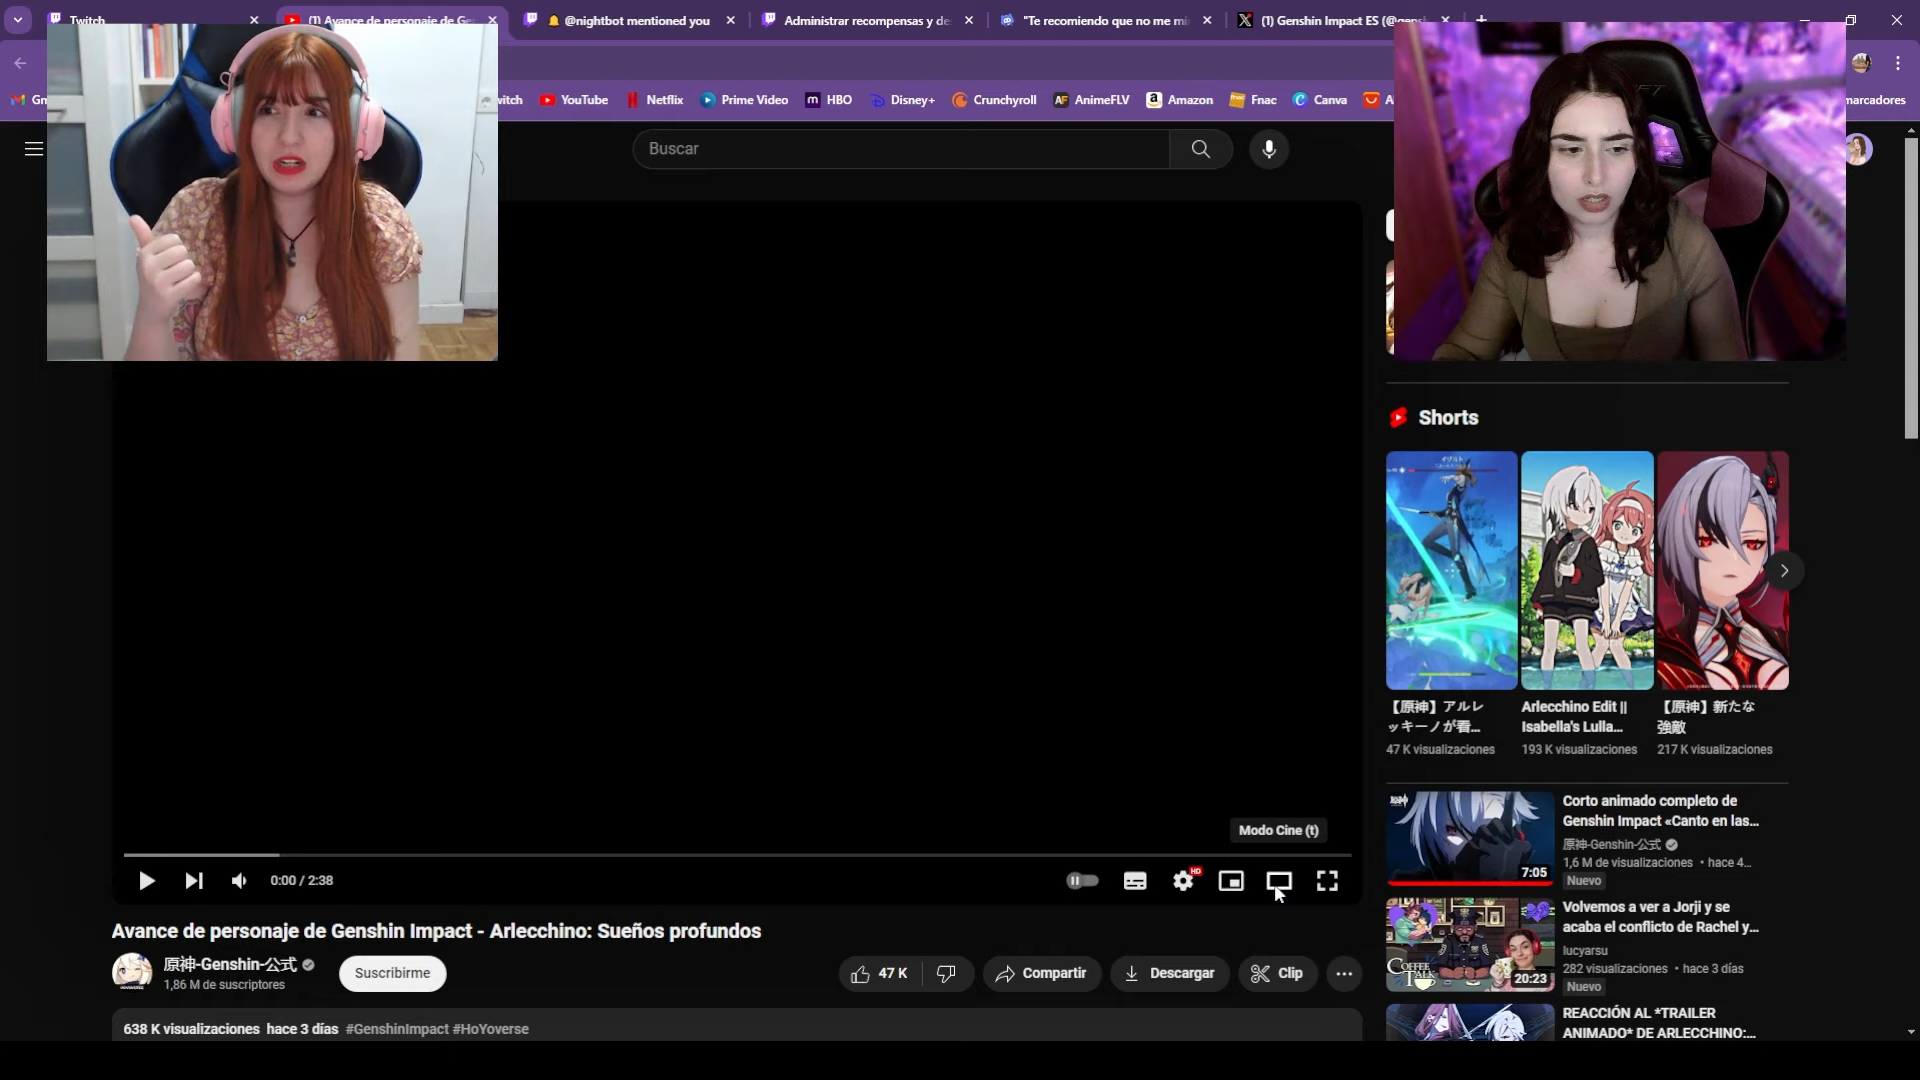 Twitch
(1) Avance de personaje de Ge
@nightbot mentioned you
Administrar recompensas y de
"Te recomiendo que no me mi
(1) Genshin Impact ES (@gens
Gm
witch
YouTube
Netflix
Prime Video
HBO
Disney+
Crunchyroll
AnimeFLV
Amazon
Fnac
Canva
A
marcadores
Buscar
Shorts
【原神】アルレ
ッキーノが看...
47 K visualizaciones
Arlecchino Edit ||
Isabella's Lulla...
193 K visualizaciones
【原神】新たな
強敵
217 K visualizaciones
Modo Cine (t)
0:00 / 2:38
HD
Avance de personaje de Genshin Impact - Arlecchino: Sueños profundos
原神-Genshin-公式
1,86 M de suscriptores
Suscribirme
47 K
Compartir
Descargar
Clip
638 K visualizaciones hace 3 días #GenshinImpact #HoYoverse
7:05
Corto animado completo de
Genshin Impact «Canto en las...
原神-Genshin-公式
1,6 M de visualizaciones • hace 4...
Nuevo
COFFEE
TALK
20:23
Volvemos a ver a Jorji y se
acaba el conflicto de Rachel y...
lucyarsu
282 visualizaciones • hace 3 días
Nuevo
REACCIÓN AL *TRAILER
ANIMADO* DE ARLECCHINO:...